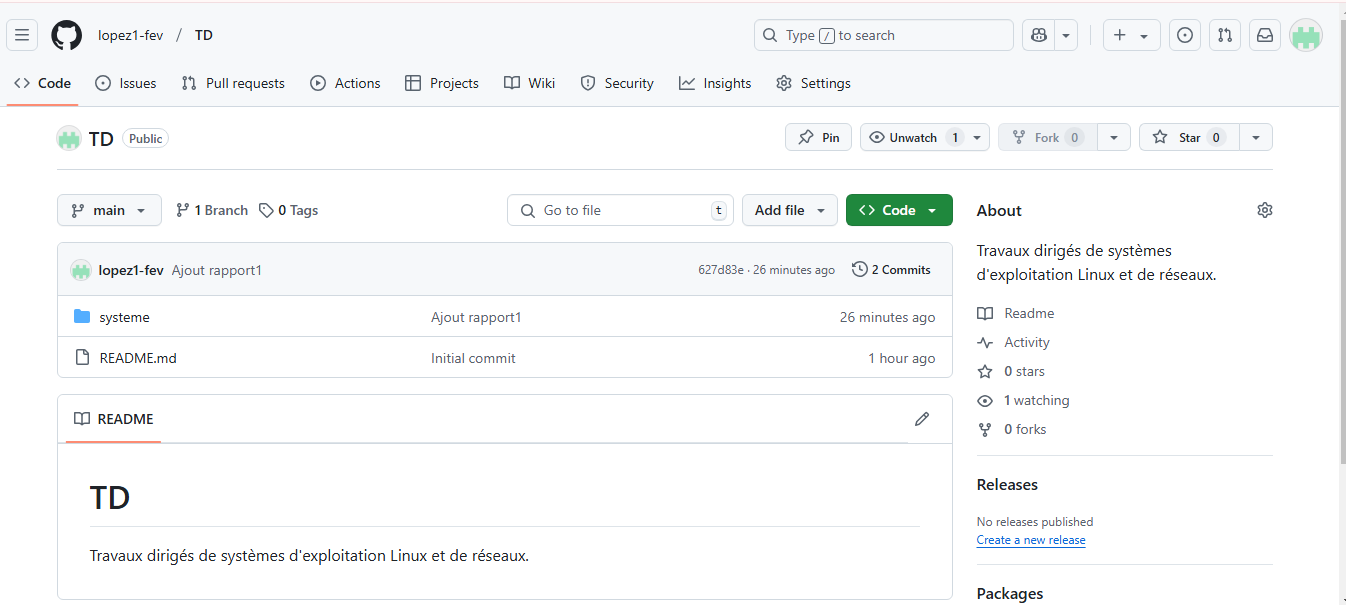 lopez1-fev / TD
Type / to search
Code Issues Pull requests Actions Projects Wiki Security Insights Settings
TD Public
Pin Unwatch 1 Fork 0 Star 0
main 1 Branch 0 Tags
Go to file t Add file Code
lopez1-fev Ajout rapport1 627d83e · 26 minutes ago 2 Commits
systeme Ajout rapport1 26 minutes ago
README.md Initial commit 1 hour ago
README
TD
Travaux dirigés de systèmes d'exploitation Linux et de réseaux.
About
Travaux dirigés de systèmes
d'exploitation Linux et de réseaux.
Readme
Activity
0 stars
1 watching
0 forks
Releases
No releases published
Create a new release
Packages